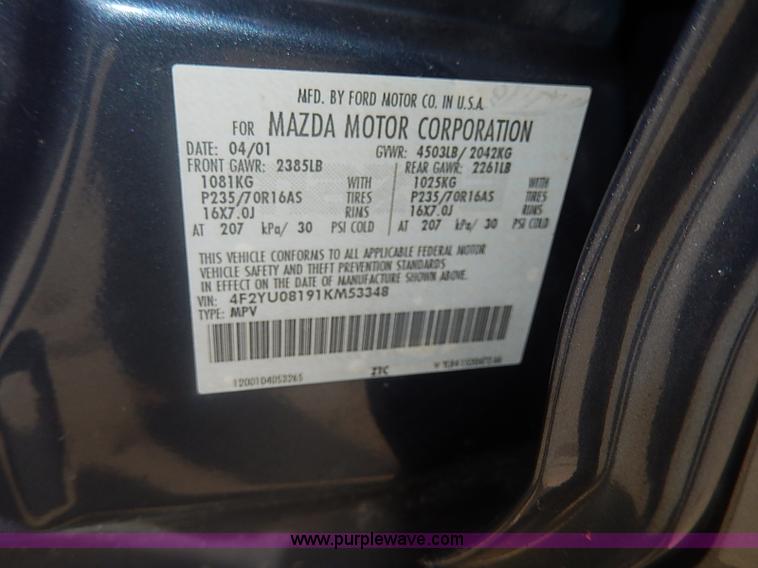 MFD. BY FORD MOTOR CO. IN U.S.A.
FOR MAZDA MOTOR CORPORATION
DATE: 04/01 GVWR: 4503LB/ 2042KG
FRONT GAWR: 2385LB REAR GAWR: 2261LB
1081KG WITH 1025KG WITH
P235/70R16AS TIRES P235/70R16AS TIRES
16X7.0J RIMS 16X7.0J RIMS
AT 207 kPa/ 30 PSI COLD AT 207 kPa/ 30 PSI COLD
THIS VEHICLE CONFORMS TO ALL APPLICABLE FEDERAL MOTOR
VEHICLE SAFETY AND THEFT PREVENTION STANDARDS
IN EFFECT ON THE DATE OF MANUFACTURE SHOWN ABOVE.
VIN: 4F2YU08191KM53348
TYPE: MPV
1200104053265 ZTC
www.purplewave.com